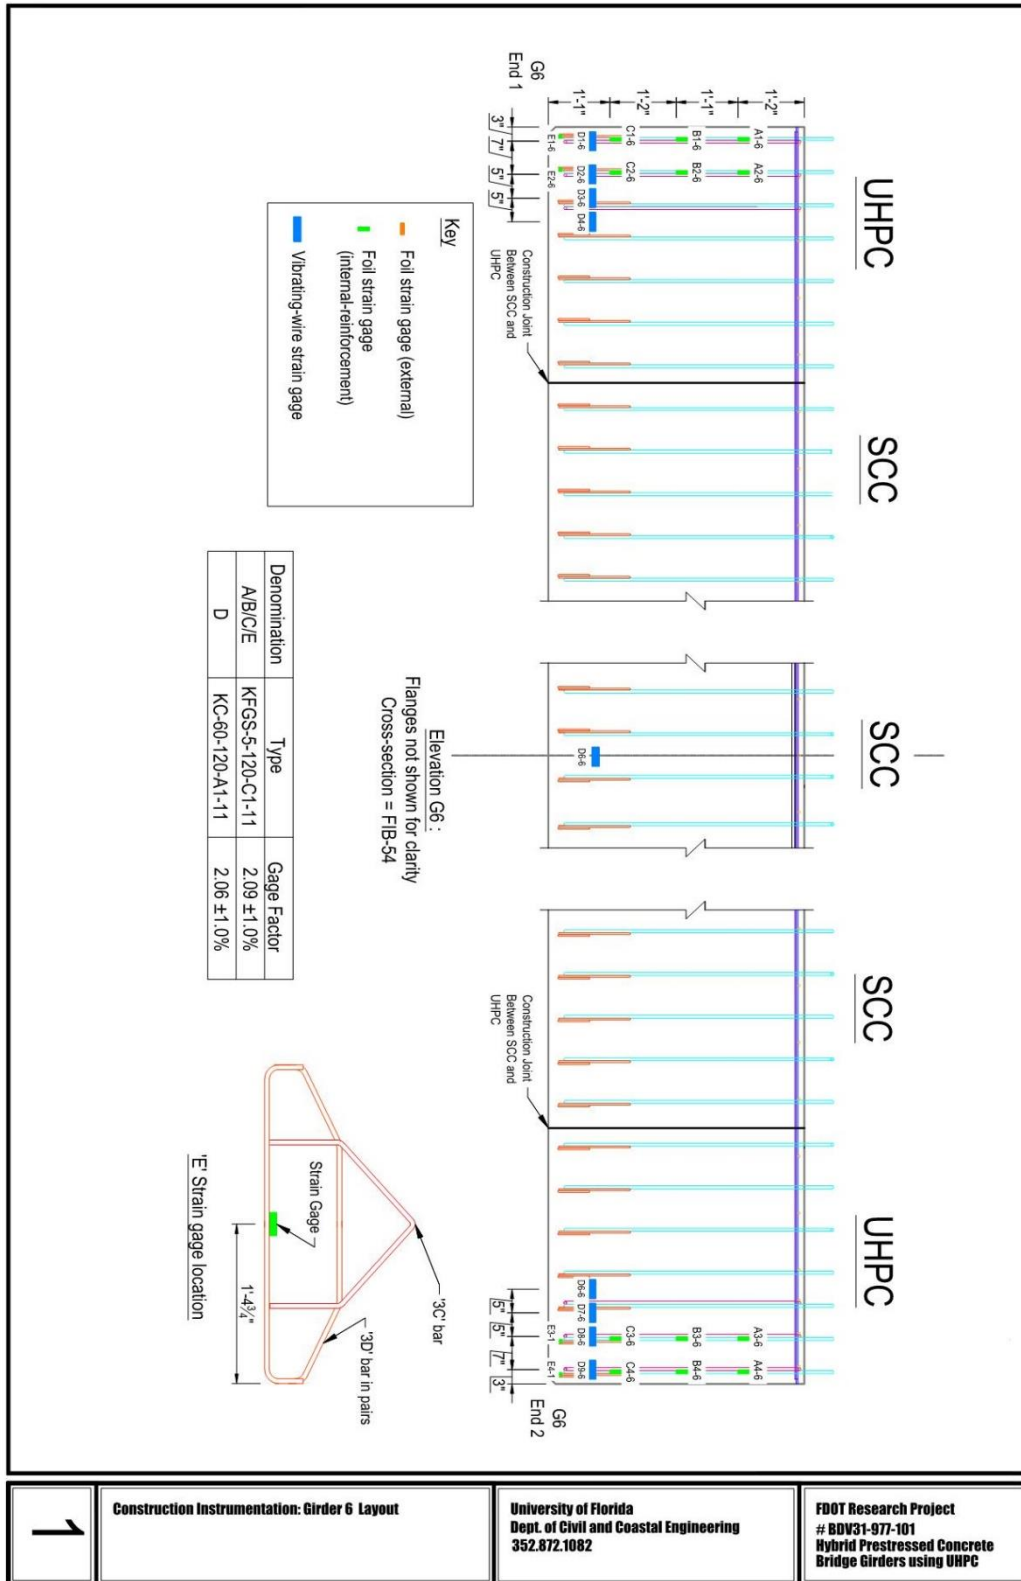 UHPC
SCC
SCC
SCC
UHPC
A1-6
A2-6
B1-6
B2-6
C1-6
C2-6
D1-6
D2-6
D3-6
D4-6
E1-6
E2-6
1'-2"
1'-1"
1'-2"
1'-1"
G6
End 1
3"
7"
5"
5"
Construction Joint
Between SCC and
UHPC
D6-6
Construction Joint
Between SCC and
UHPC
A3-6
A4-6
B3-6
B4-6
C3-6
C4-6
D6-6
D7-6
D8-6
D9-6
E3-1
E4-1
5"
5"
7"
3"
G6
End 2
Elevation G6 :
Flanges not shown for clarity
Cross-section = FIB-54
Key
Foil strain gage (external)
Foil strain gage
(internal-reinforcement)
Vibrating-wire strain gage
Denomination Type Gage Factor
A/B/C/E KFGS-5-120-C1-11 2.09 ±1.0%
D KC-60-120-A1-11 2.06 ±1.0%
'3C' bar
'3D' bar in pairs
Strain Gage
1'-4¾"
'E' Strain gage location
1
Construction Instrumentation: Girder 6 Layout
University of Florida
Dept. of Civil and Coastal Engineering
352.872.1082
FDOT Research Project
# BDV31-977-101
Hybrid Prestressed Concrete
Bridge Girders using UHPC